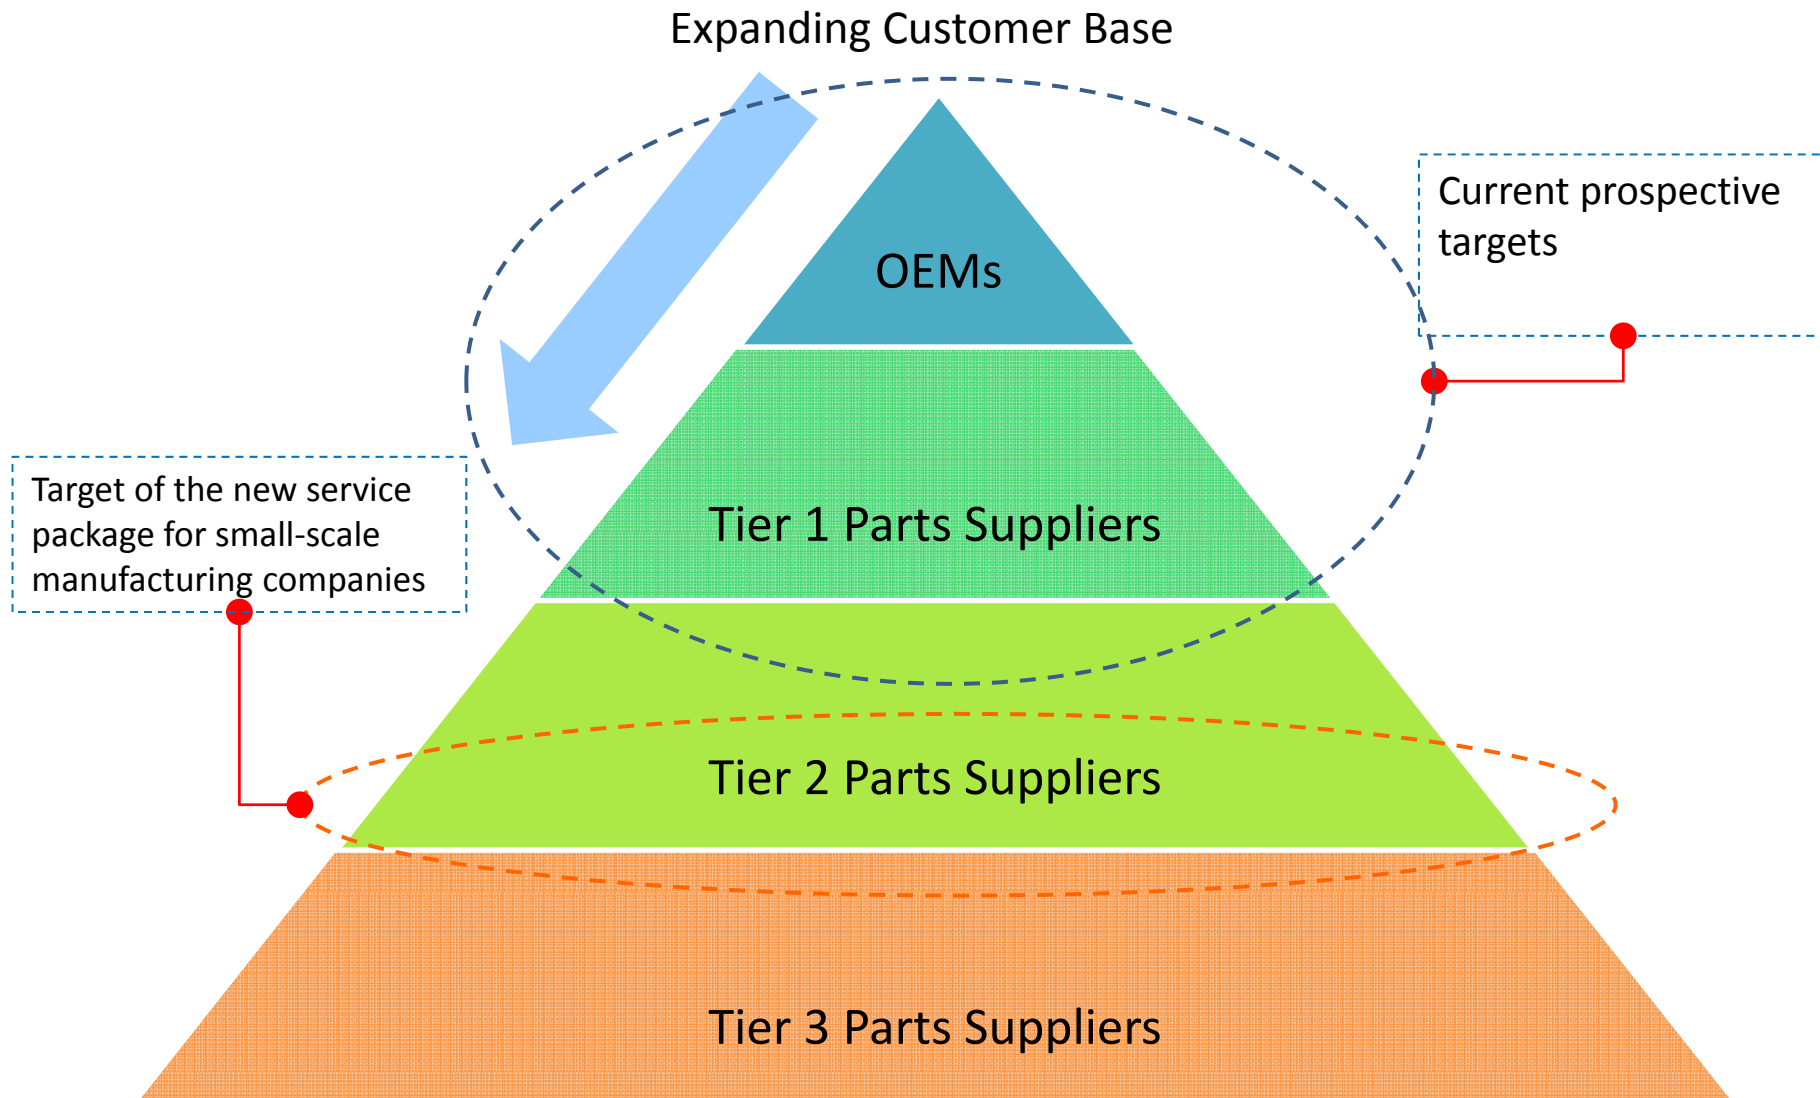 Expanding Customer Base
Current prospective
targets
OEMs
Target of the new service
package for small-scale
manufacturing companies
Tier 1 Parts Suppliers
Tier 2 Parts Suppliers
Tier 3 Parts Suppliers